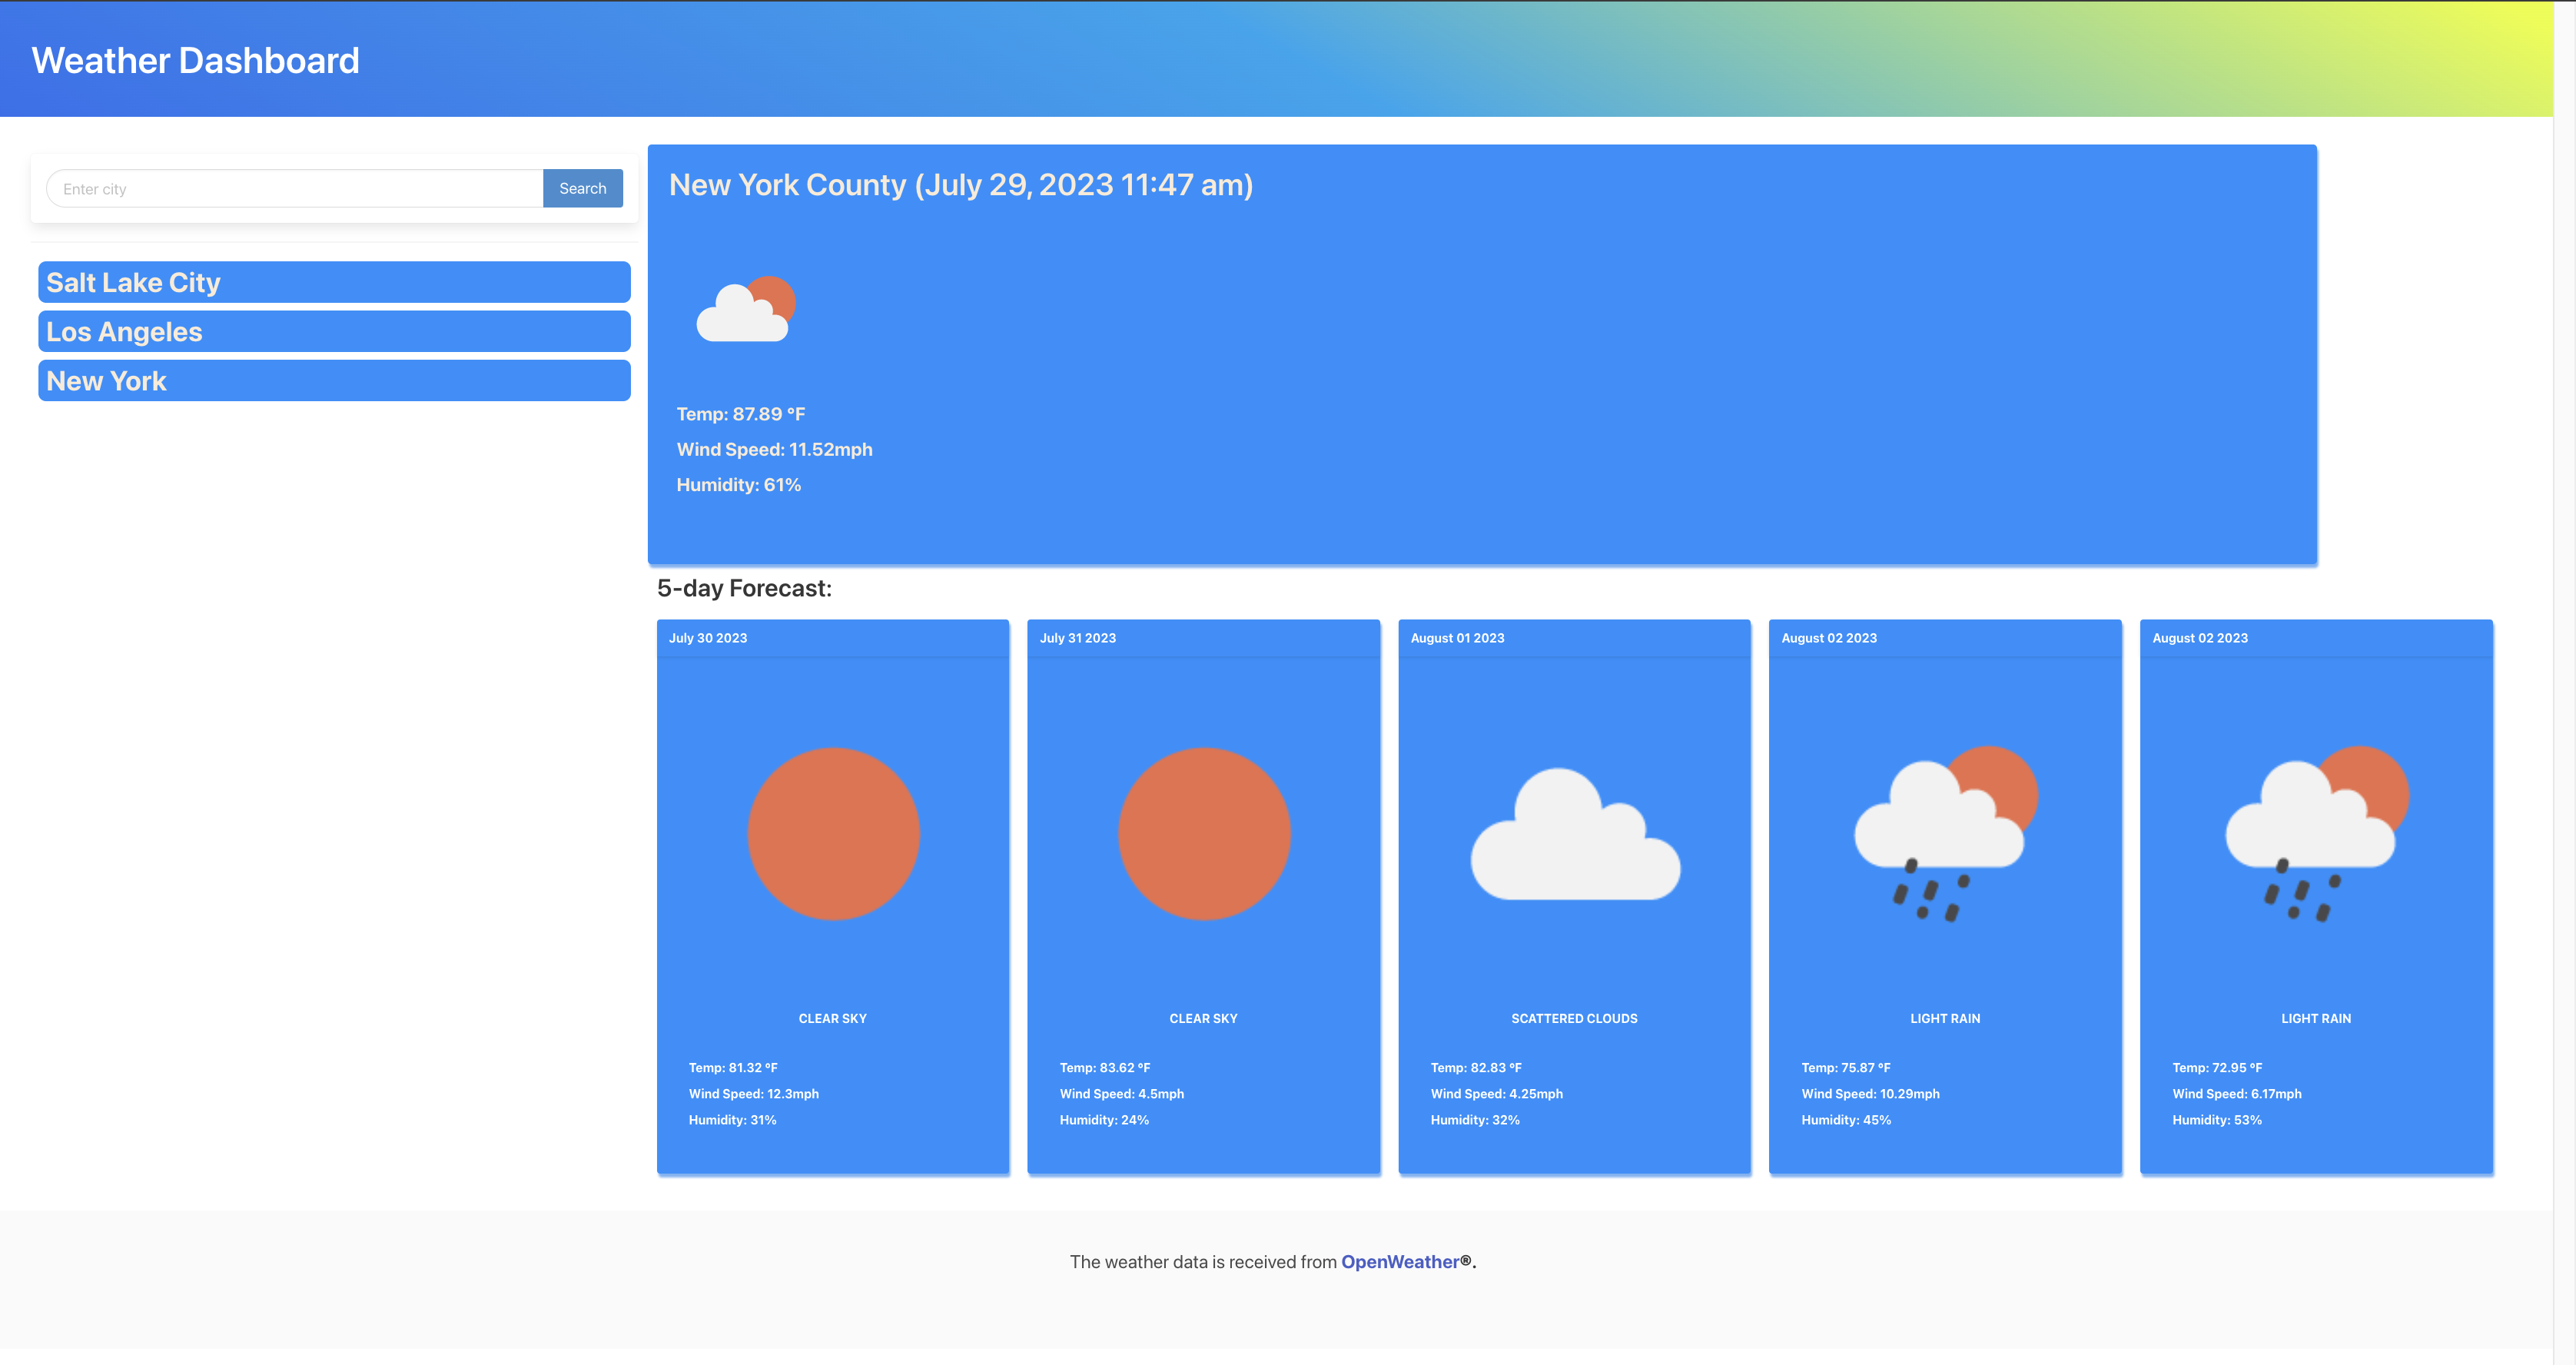 Weather Dashboard
Enter city
Search
Salt Lake City
Los Angeles
New York
New York County (July 29, 2023 11:47 am)
Temp: 87.89 °F
Wind Speed: 11.52mph
Humidity: 61%
5-day Forecast:
July 30 2023
CLEAR SKY
Temp: 81.32 °F
Wind Speed: 12.3mph
Humidity: 31%
July 31 2023
CLEAR SKY
Temp: 83.62 °F
Wind Speed: 4.5mph
Humidity: 24%
August 01 2023
SCATTERED CLOUDS
Temp: 82.83 °F
Wind Speed: 4.25mph
Humidity: 32%
August 02 2023
LIGHT RAIN
Temp: 75.87 °F
Wind Speed: 10.29mph
Humidity: 45%
August 02 2023
LIGHT RAIN
Temp: 72.95 °F
Wind Speed: 6.17mph
Humidity: 53%
The weather data is received from OpenWeather®.